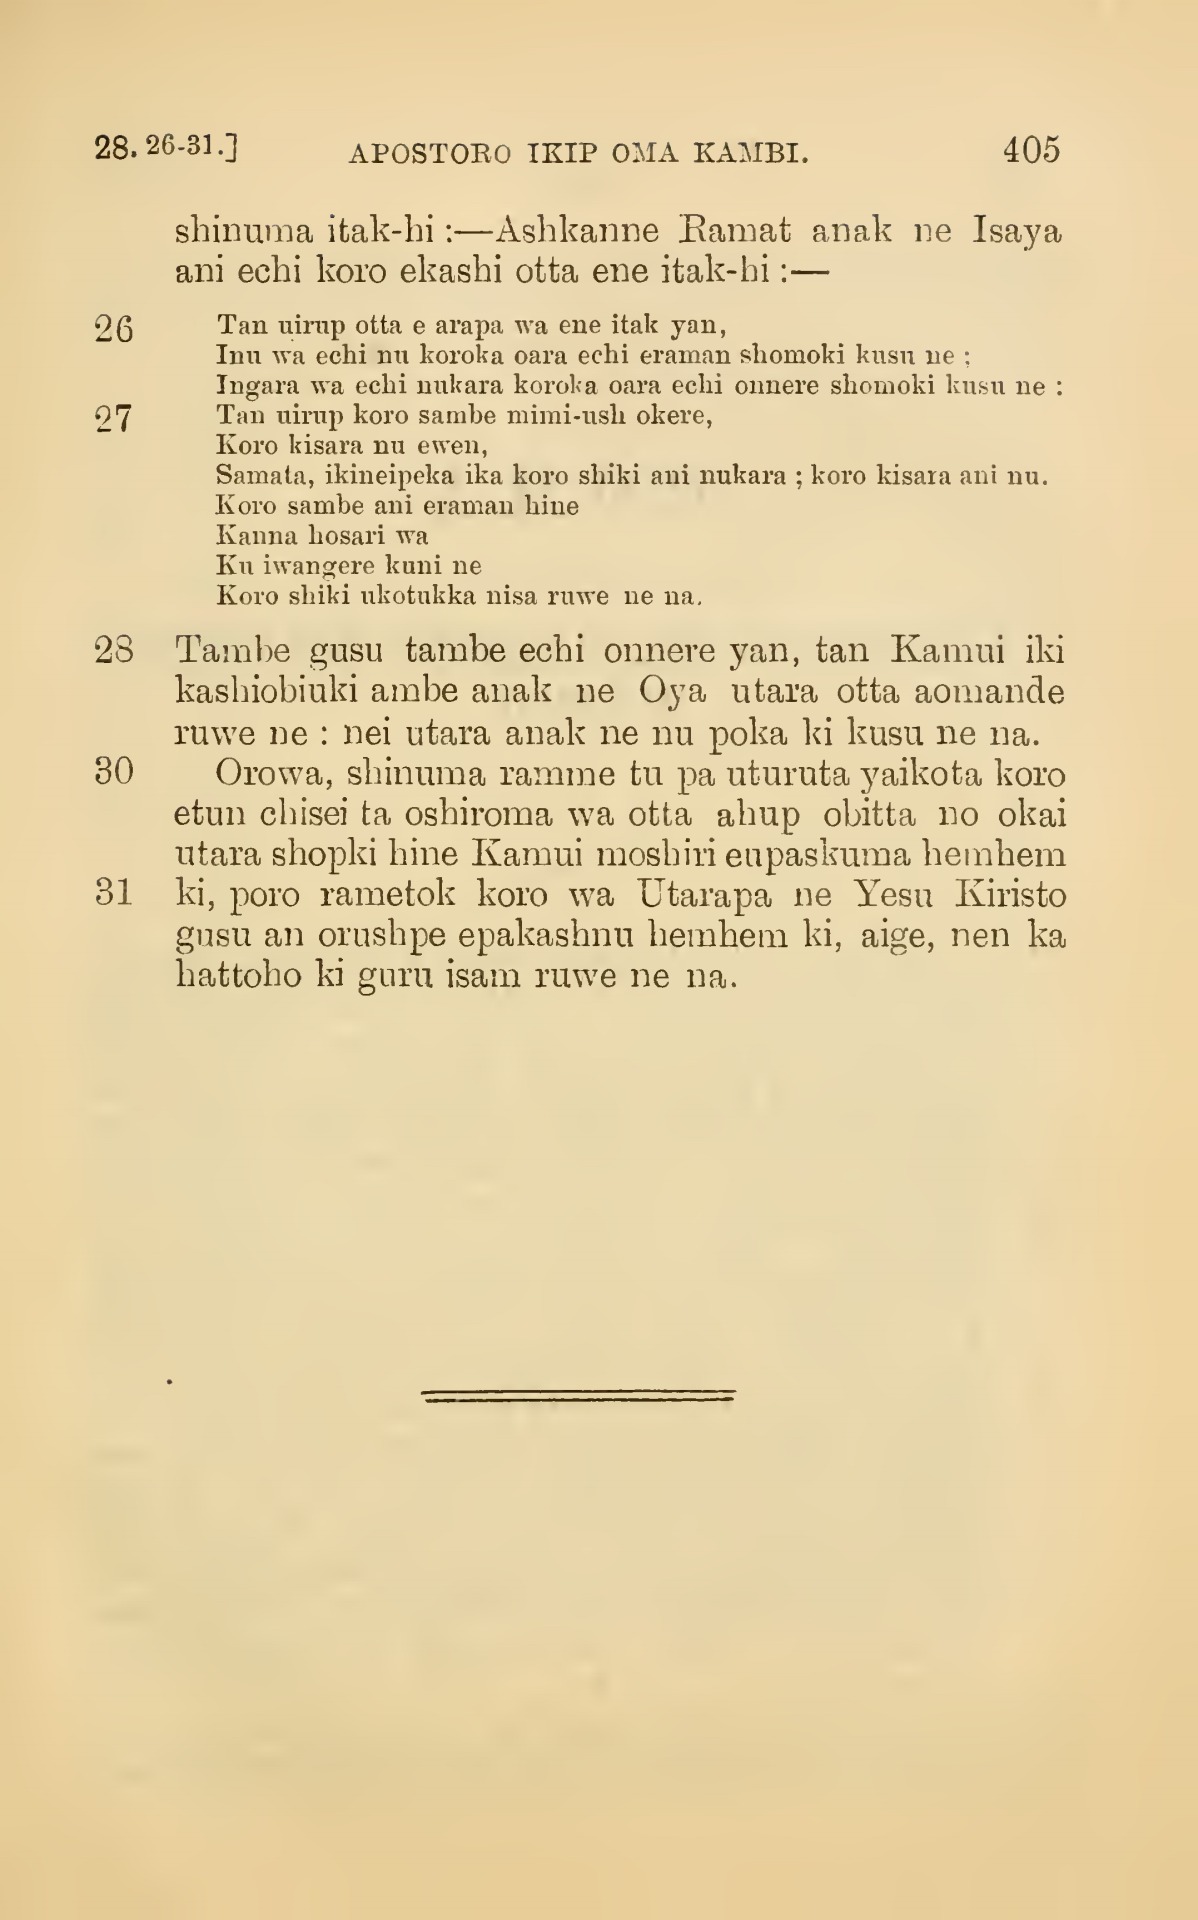 28. 26-31.] APOSTORO IKIP OMA KAMBI. 405
shinuma itak-hi :—Ashkanne Ramat anak ne Isaya
ani echi koro ekashi otta ene itak-hi :—
26 Tan uirup otta e arapa wa ene itak yan,
Inu wa echi nu koroka oara echi eraman shomoki kusu ne ;
Ingara wa echi nukara koroka oara echi onnere shomoki kusu ne :
27 Tan uirup koro sambe mimi-ush okere,
Koro kisara nu ewen,
Samata, ikineipeka ika koro shiki ani nukara ; koro kisara ani nu.
Koro sambe ani eraman hine
Kanna hosari wa
Ku iwangere kuni ne
Koro shiki ukotukka nisa ruwe ne na.
28 Tambe gusu tambe echi onnere yan, tan Kamui iki
kashiobiuki ambe anak ne Oya utara otta aomande
ruwe ne : nei utara anak ne nu poka ki kusu ne na.
30 Orowa, shinuma ramme tu pa uturuta yaikota koro
etun chisei ta oshiroma wa otta ahup obitta no okai
utara shopki hine Kamui moshiri eupaskuma hemhem
31 ki, poro rametok koro wa Utarapa ne Yesu Kiristo
gusu an orushpe epakashnu hemhem ki, aige, nen ka
hattoho ki guru isam ruwe ne na.